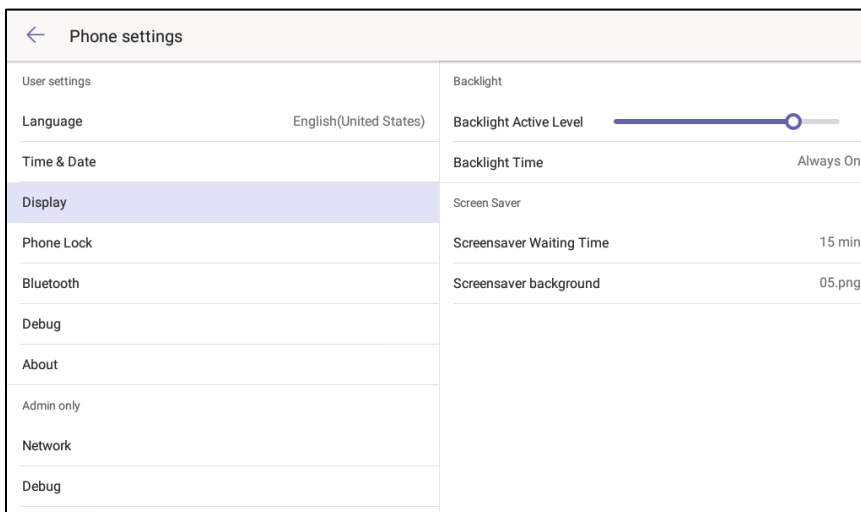 Phone settings
User settings
Language English(United States)
Time & Date
Display
Phone Lock
Bluetooth
Debug
About
Admin only
Network
Debug
Backlight
Backlight Active Level
Backlight Time Always On
Screen Saver
Screensaver Waiting Time 15 min
Screensaver background 05.png